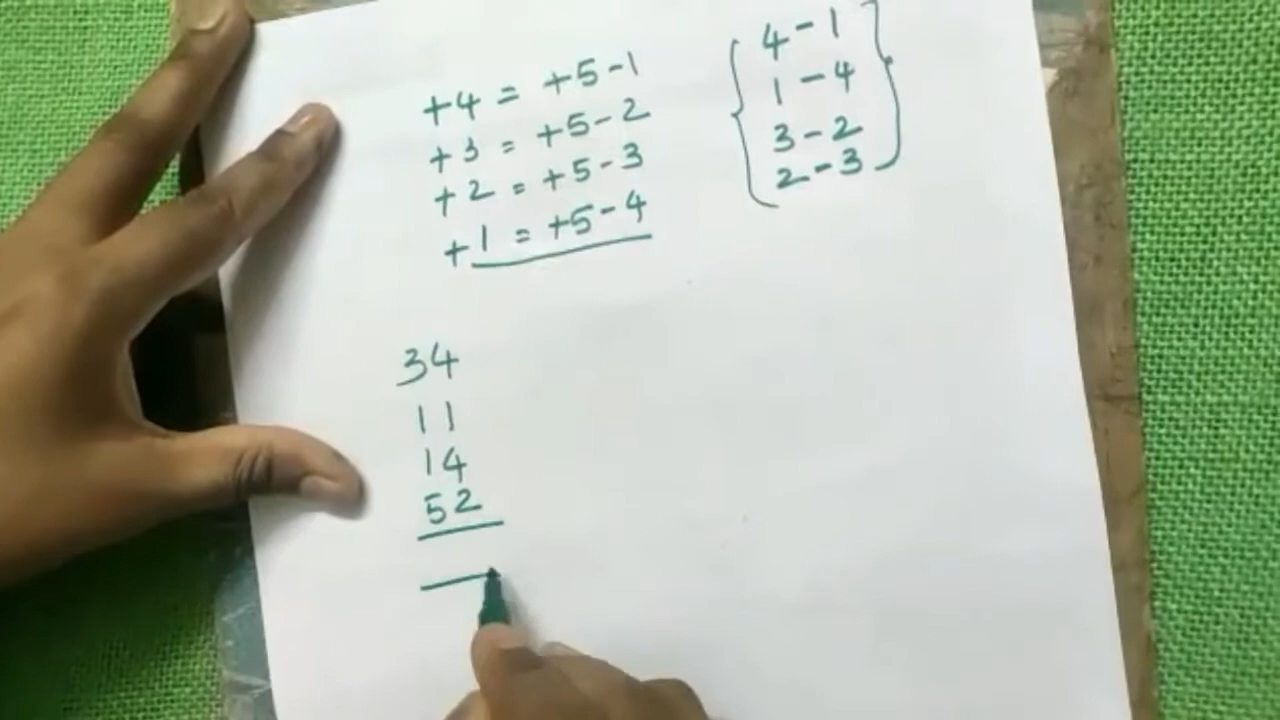 +4 = +5-1
+3 = +5-2
+2 = +5-3
+1 = +5-4
4-1
1-4
3-2
2-3
34
11
14
52